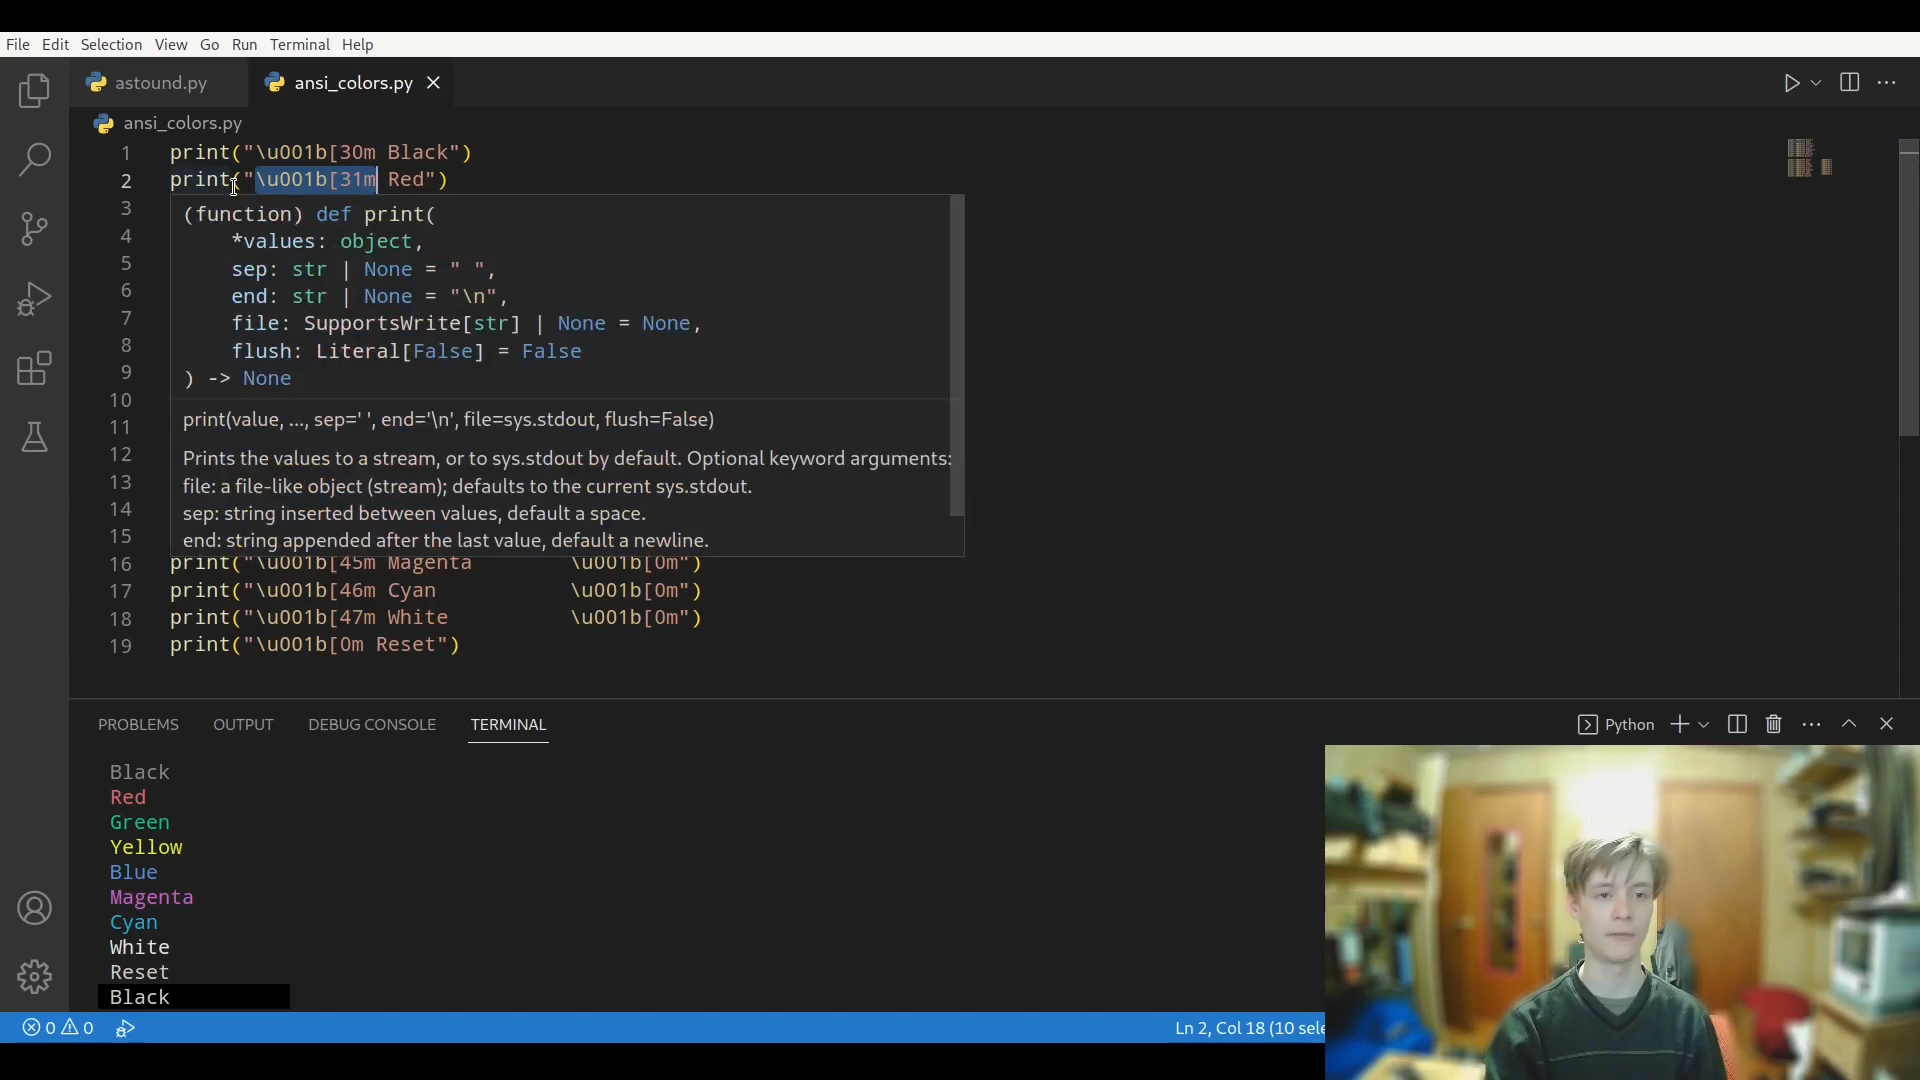 File Edit Selection View Go Run Terminal Help
astound.py ansi_colors.py
ansi_colors.py
1 print("\u001b[30m Black")
2 print("\u001b[31m Red")
3 (function) def print(
4 *values: object,
5 sep: str | None = " ",
6 end: str | None = "\n",
7 file: SupportsWrite[str] | None = None,
8 flush: Literal[False] = False
9 ) -> None
10
11 print(value, ..., sep=' ', end='\n', file=sys.stdout, flush=False)
12 Prints the values to a stream, or to sys.stdout by default. Optional keyword arguments:
13 file: a file-like object (stream); defaults to the current sys.stdout.
14 sep: string inserted between values, default a space.
15 end: string appended after the last value, default a newline.
16 print("\u001b[45m Magenta \u001b[0m")
17 print("\u001b[46m Cyan \u001b[0m")
18 print("\u001b[47m White \u001b[0m")
19 print("\u001b[0m Reset")
PROBLEMS OUTPUT DEBUG CONSOLE TERMINAL Python
Black
Red
Green
Yellow
Blue
Magenta
Cyan
White
Reset
Black
0 0 Ln 2, Col 18 (10 sele